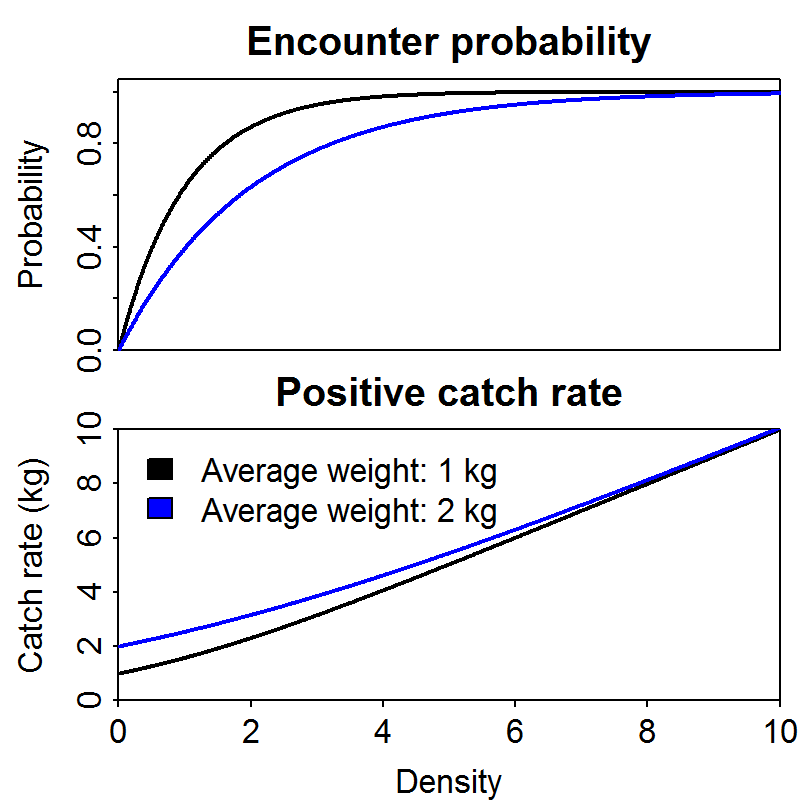 Encounter probability
Probability
0.8
0.4
0.0
Positive catch rate
Catch rate (kg)
10
8
6
4
2
0
Average weight: 1 kg
Average weight: 2 kg
0 2 4 6 8 10
Density